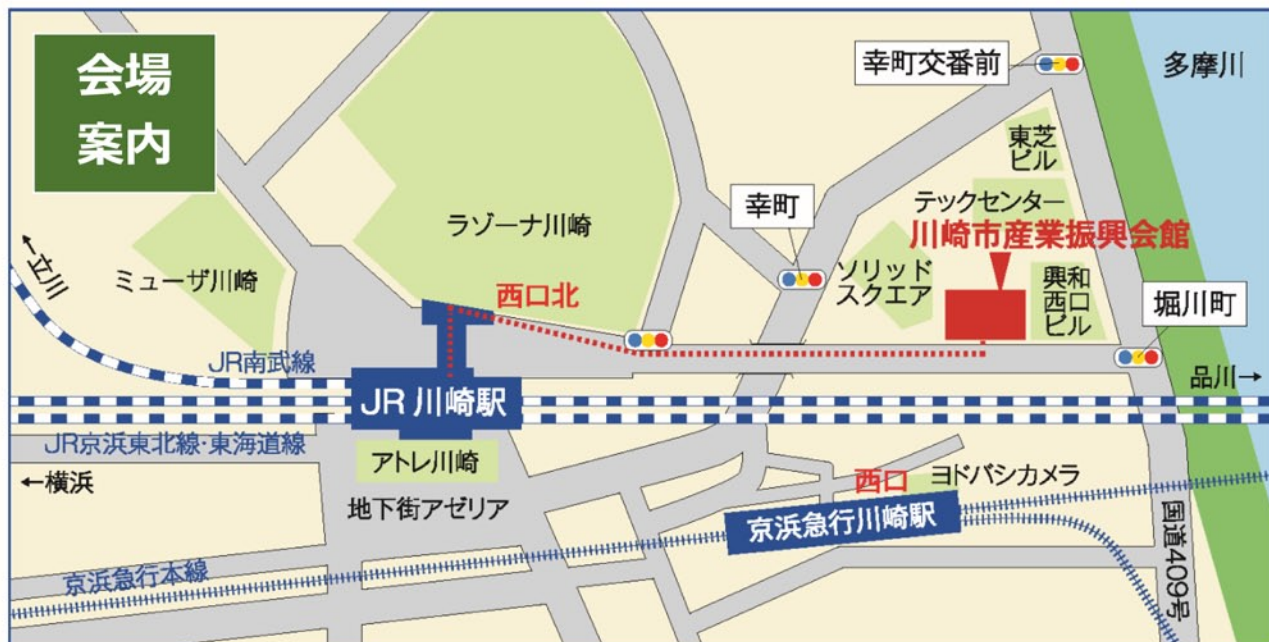 会場
案内
幸町交番前
多摩川
東芝
ビル
幸町
テックセンター
川崎市産業振興会館
ラゾーナ川崎
ソリッド
スクエア
興和
西口
ビル
←立川
ミューザ川崎
西口北
堀川町
JR南武線
品川→
JR川崎駅
JR京浜東北線・東海道線
←横浜
アトレ川崎
西口
ヨドバシカメラ
地下街アゼリア
京浜急行川崎駅
国道409号
京浜急行本線